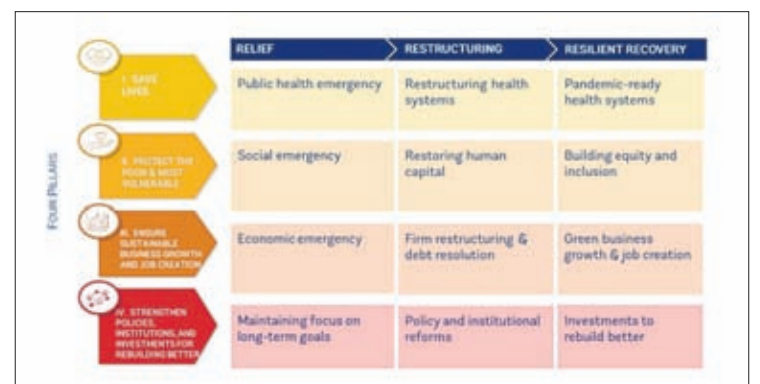 FOUR PILLARS
RELIEF
RESTRUCTURING
RESILIENT RECOVERY
I. SAVE
LIVES
Public health emergency
Restructuring health
systems
Pandemic-ready
health systems
II. PROTECT THE
POOR & MOST
VULNERABLE
Social emergency
Restoring human
capital
Building equity and
inclusion
III. ENSURE
SUSTAINABLE
BUSINESS GROWTH
AND JOB CREATION
Economic emergency
Firm restructuring &
debt resolution
Green business
growth & job creation
IV. STRENGTHEN
POLICIES,
INSTITUTIONS, AND
INVESTMENTS FOR
REBUILDING BETTER
Maintaining focus on
long-term goals
Policy and institutional
reforms
Investments to
rebuild better